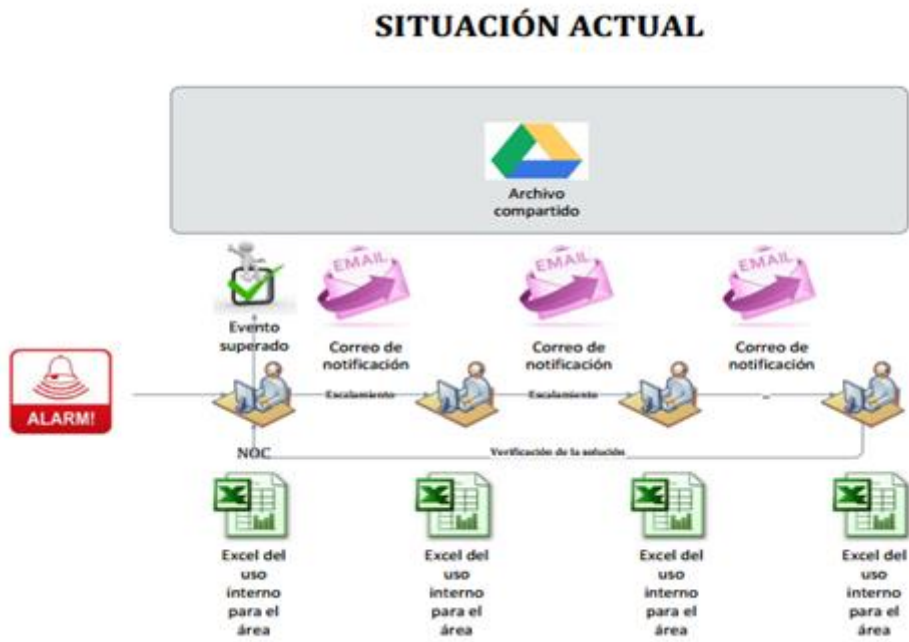 SITUACIÓN ACTUAL
Archivo
compartido
EMAIL
EMAIL
EMAIL
Evento
superado
Correo de
notificación
Correo de
notificación
Correo de
notificación
ALARM!
Escalamiento
Escalamiento
...
NOC
Verificación de la solución
Excel del
uso
interno
para el
área
Excel del
uso
interno
para el
área
Excel del
uso
interno
para el
área
Excel del
uso
interno
para el
área